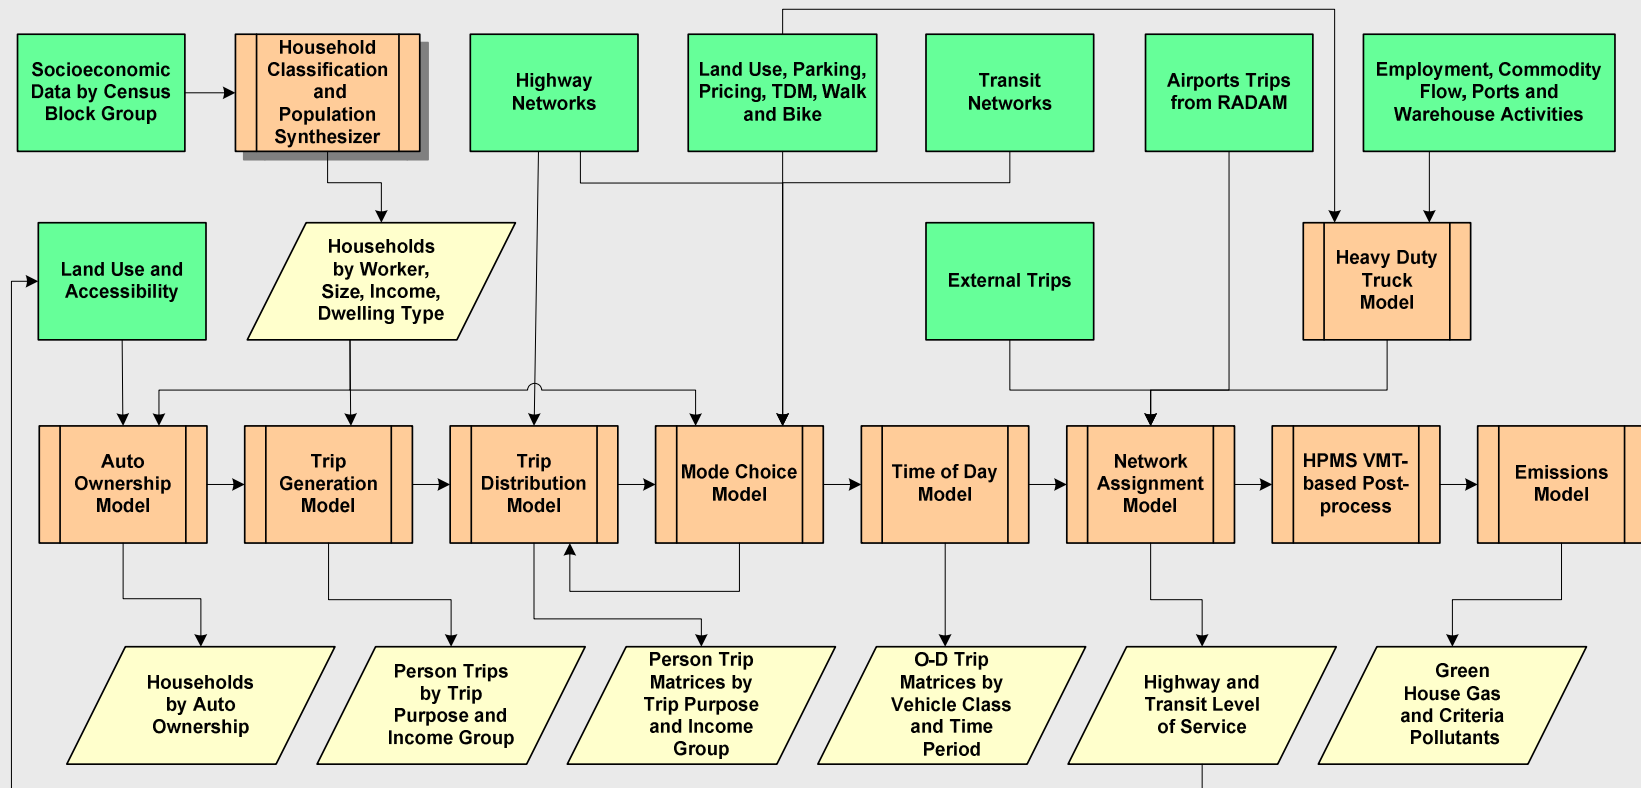 Socioeconomic
Data by Census
Block Group
Household
Classification
and
Population
Synthesizer
Highway
Networks
Land Use, Parking,
Pricing, TDM, Walk
and Bike
Transit
Networks
Airports Trips
from RADAM
Employment, Commodity
Flow, Ports and
Warehouse Activities
Land Use and
Accessibility
Households
by Worker,
Size, Income,
Dwelling Type
External Trips
Heavy Duty
Truck
Model
Auto
Ownership
Model
Trip
Generation
Model
Trip
Distribution
Model
Mode Choice
Model
Time of Day
Model
Network
Assignment
Model
HPMS VMT-
based Post-
process
Emissions
Model
Households
by Auto
Ownership
Person Trips
by Trip
Purpose and
Income Group
Person Trip
Matrices by
Trip Purpose
and Income
Group
O-D Trip
Matrices by
Vehicle Class
and Time
Period
Highway and
Transit Level
of Service
Green
House Gas
and Criteria
Pollutants